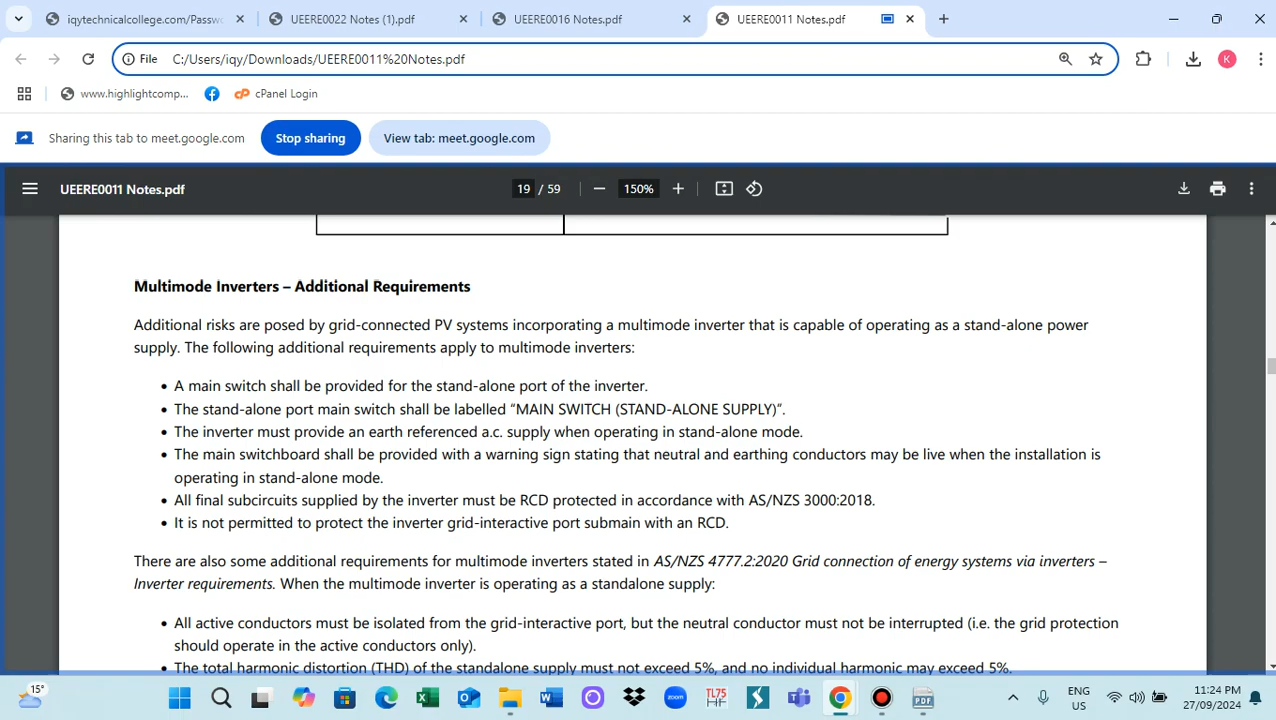 iqytechnicalcollege.com/Passwo
UEERE0022 Notes (1).pdf
UEERE0016 Notes.pdf
UEERE0011 Notes.pdf
File
C:/Users/iqy/Downloads/UEERE0011%20Notes.pdf
K
www.highlightcomp...
cPanel Login
Sharing this tab to meet.google.com
Stop sharing
View tab: meet.google.com
UEERE0011 Notes.pdf
19 / 59
150%
Multimode Inverters – Additional Requirements
Additional risks are posed by grid-connected PV systems incorporating a multimode inverter that is capable of operating as a stand-alone power
supply. The following additional requirements apply to multimode inverters:
• A main switch shall be provided for the stand-alone port of the inverter.
• The stand-alone port main switch shall be labelled “MAIN SWITCH (STAND-ALONE SUPPLY)”.
• The inverter must provide an earth referenced a.c. supply when operating in stand-alone mode.
• The main switchboard shall be provided with a warning sign stating that neutral and earthing conductors may be live when the installation is
operating in stand-alone mode.
• All final subcircuits supplied by the inverter must be RCD protected in accordance with AS/NZS 3000:2018.
• It is not permitted to protect the inverter grid-interactive port submain with an RCD.
There are also some additional requirements for multimode inverters stated in AS/NZS 4777.2:2020 Grid connection of energy systems via inverters –
Inverter requirements. When the multimode inverter is operating as a standalone supply:
• All active conductors must be isolated from the grid-interactive port, but the neutral conductor must not be interrupted (i.e. the grid protection
should operate in the active conductors only).
• The total harmonic distortion (THD) of the standalone supply must not exceed 5%, and no individual harmonic may exceed 5%.
15°
zoom
TL75
PDF
ENG
US
11:24 PM
27/09/2024